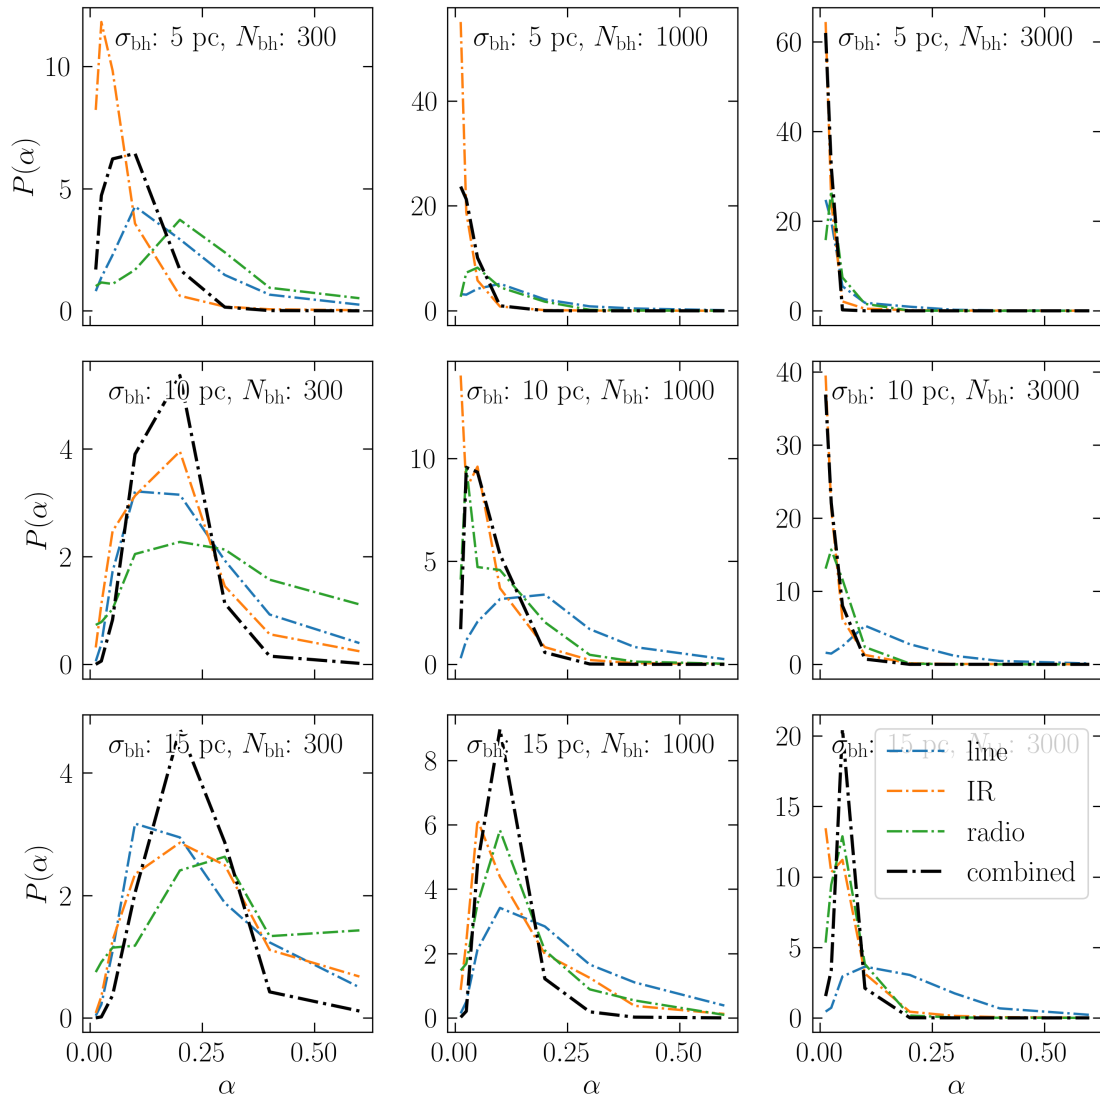 σbh: 5 pc, Nbh: 300
10
5
0
P(α)
σbh: 5 pc, Nbh: 1000
40
20
0
σbh: 5 pc, Nbh: 3000
60
40
20
0
σbh: 10 pc, Nbh: 300
4
2
0
P(α)
σbh: 10 pc, Nbh: 1000
10
5
0
σbh: 10 pc, Nbh: 3000
40
30
20
10
0
σbh: 15 pc, Nbh: 300
4
2
0
P(α)
0.00 0.25 0.50
α
σbh: 15 pc, Nbh: 1000
8
6
4
2
0
0.00 0.25 0.50
α
σbh: 15 pc, Nbh: 3000
20
15
10
5
0
line
IR
radio
combined
0.00 0.25 0.50
α